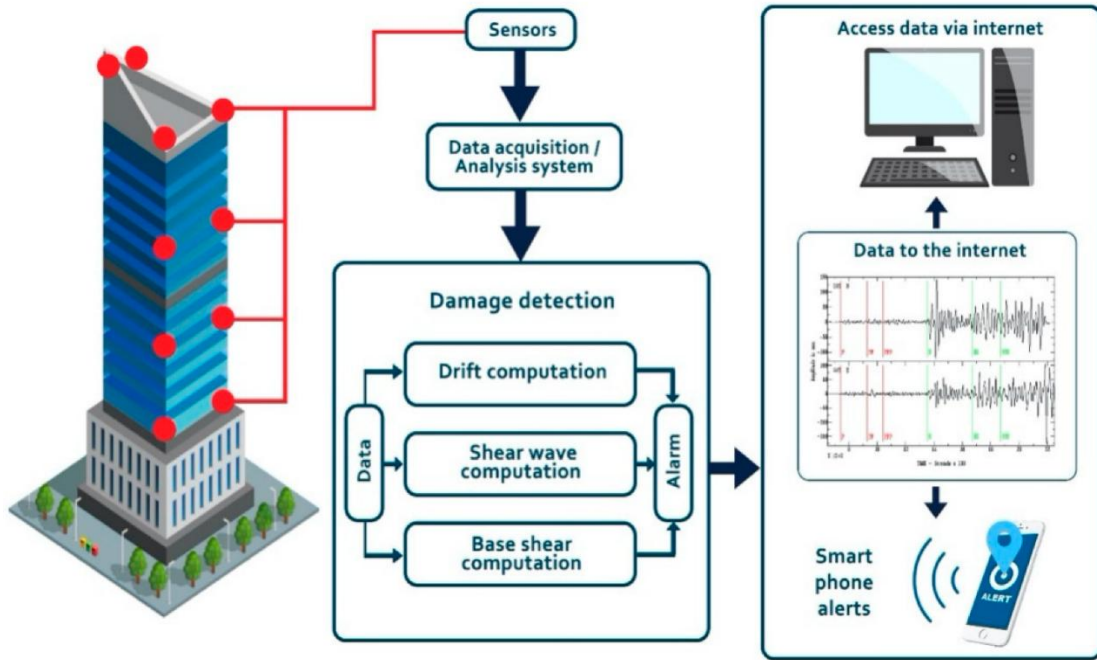 Sensors
Data acquisition /
Analysis system
Damage detection
Data
Drift computation
Shear wave
computation
Base shear
computation
Alarm
Access data via internet
Data to the internet
Smart
phone
alerts
ALERT